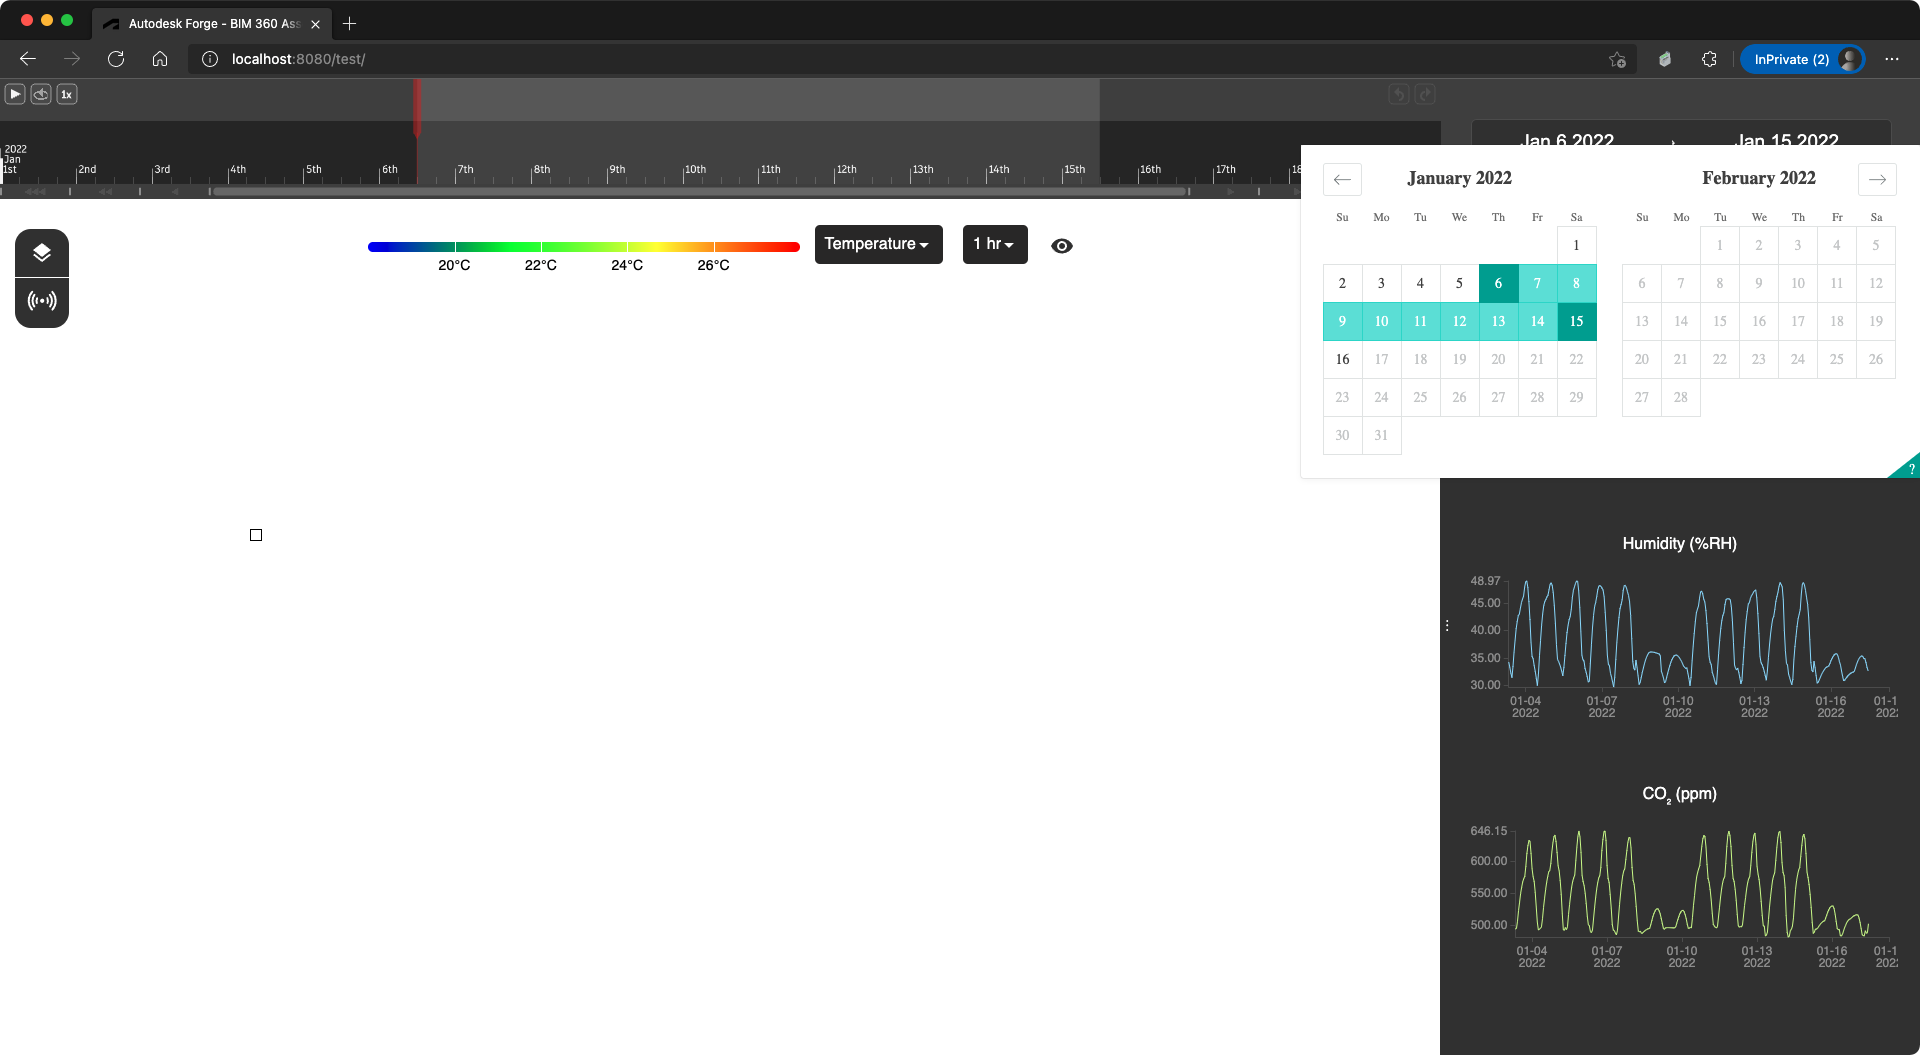 Autodesk Forge - BIM 360 Ass
localhost:8080/test/
InPrivate (2)
1x
Jan 6 2022
Jan 15 2022
2022
Jan
1st 2nd 3rd 4th 5th 6th 7th 8th 9th 10th 11th 12th 13th 14th 15th 16th 17th 18
20°C 22°C 24°C 26°C
Temperature
1 hr
January 2022
Su Mo Tu We Th Fr Sa
1
2 3 4 5 6 7 8
9 10 11 12 13 14 15
16 17 18 19 20 21 22
23 24 25 26 27 28 29
30 31
February 2022
Su Mo Tu We Th Fr Sa
1 2 3 4 5
6 7 8 9 10 11 12
13 14 15 16 17 18 19
20 21 22 23 24 25 26
27 28
?
Humidity (%RH)
48.97
45.00
40.00
35.00
30.00
01-04 01-07 01-10 01-13 01-16 01-1
2022 2022 2022 2022 2022 202
CO₂ (ppm)
646.15
600.00
550.00
500.00
01-04 01-07 01-10 01-13 01-16 01-1
2022 2022 2022 2022 2022 202